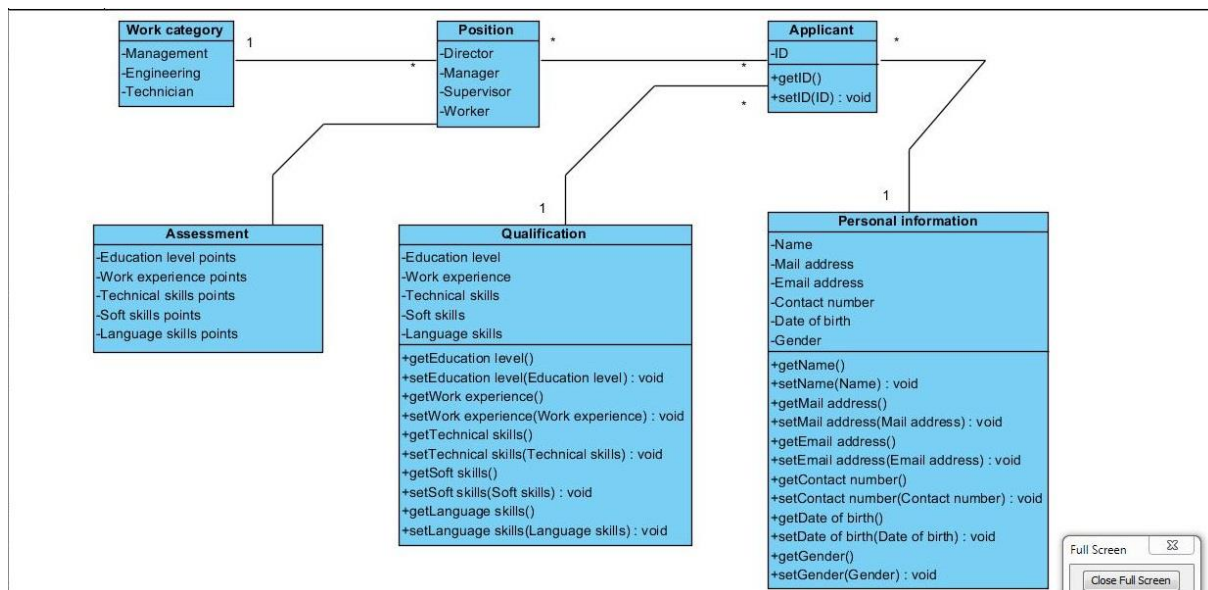 Work category
-Management
-Engineering
-Technician
1
*
Position
-Director
-Manager
-Supervisor
-Worker
*
*
Applicant
-ID
+getID()
+setID(ID) : void
*
*
1
1
Assessment
-Education level points
-Work experience points
-Technical skills points
-Soft skills points
-Language skills points
Qualification
-Education level
-Work experience
-Technical skills
-Soft skills
-Language skills
+getEducation level()
+setEducation level(Education level) : void
+getWork experience()
+setWork experience(Work experience) : void
+getTechnical skills()
+setTechnical skills(Technical skills) : void
+getSoft skills()
+setSoft skills(Soft skills) : void
+getLanguage skills()
+setLanguage skills(Language skills) : void
Personal information
-Name
-Mail address
-Email address
-Contact number
-Date of birth
-Gender
+getName()
+setName(Name) : void
+getMail address()
+setMail address(Mail address) : void
+getEmail address()
+setEmail address(Email address) : void
+getContact number()
+setContact number(Contact number) : void
+getDate of birth()
+setDate of birth(Date of birth) : void
+getGender()
+setGender(Gender) : void
Full Screen
Close Full Screen